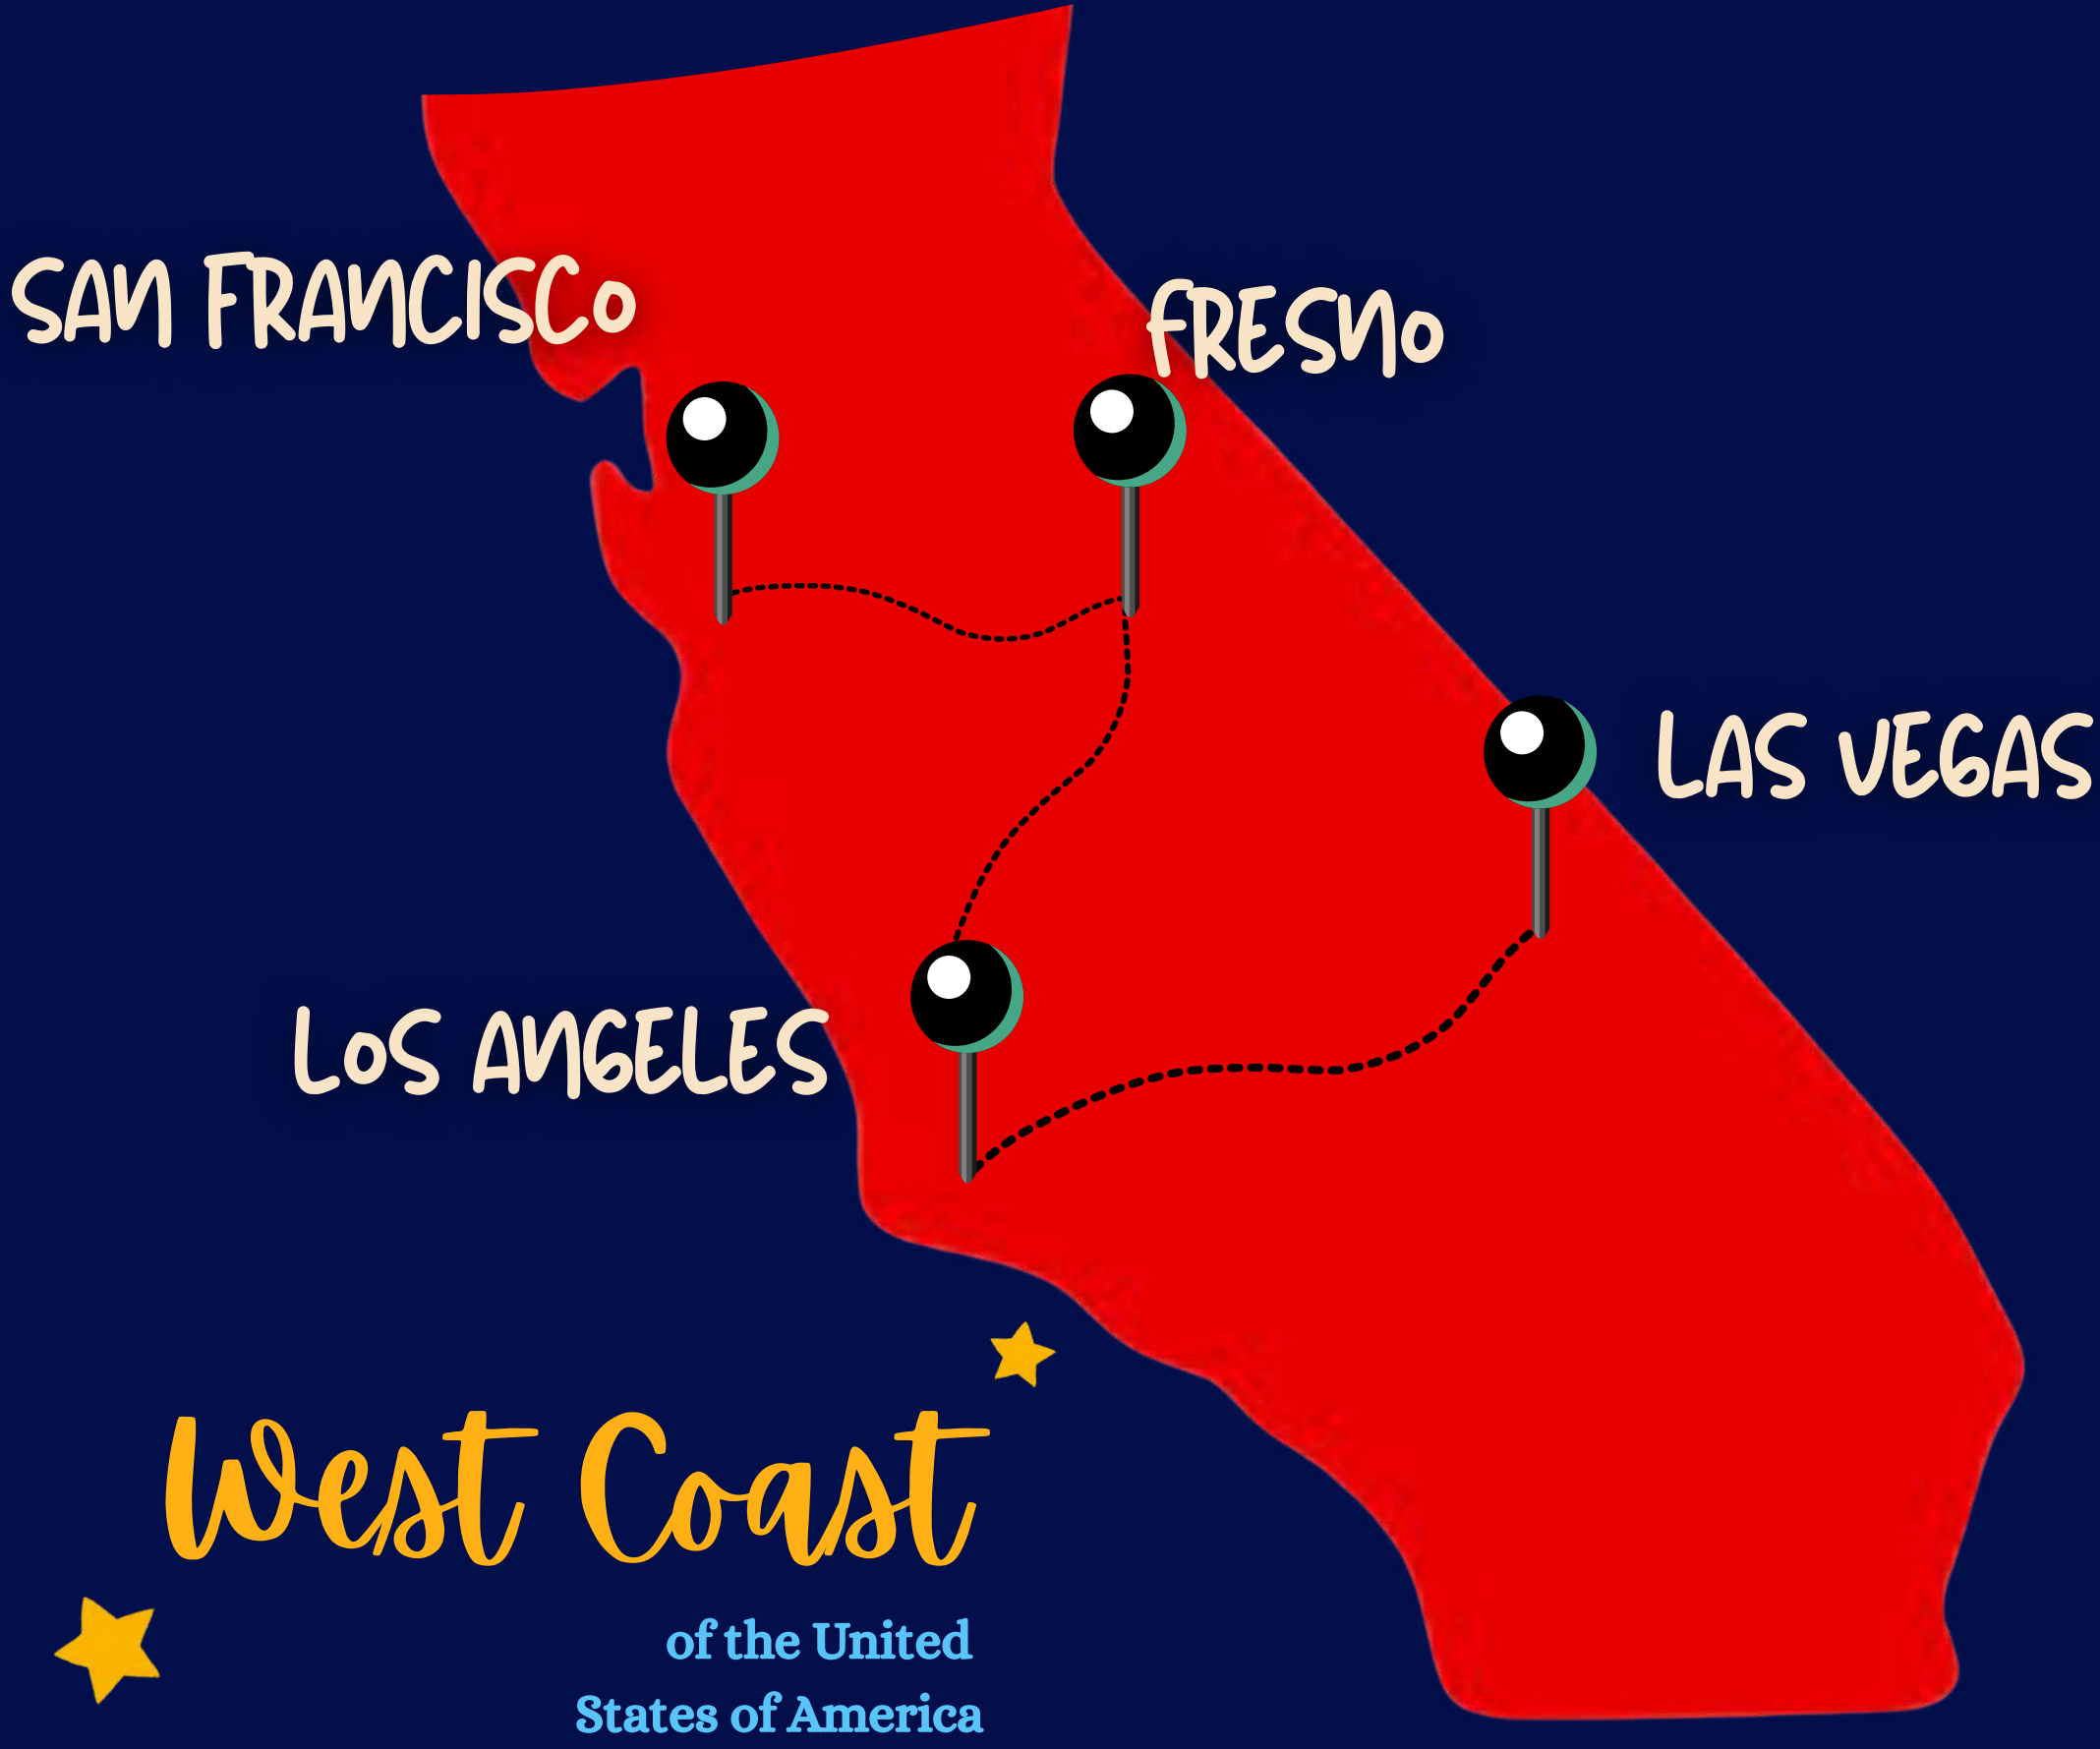 SAN FRANCISCO
FRESNO
LAS VEGAS
LOS ANGELES
West Coast
of the United
States of America